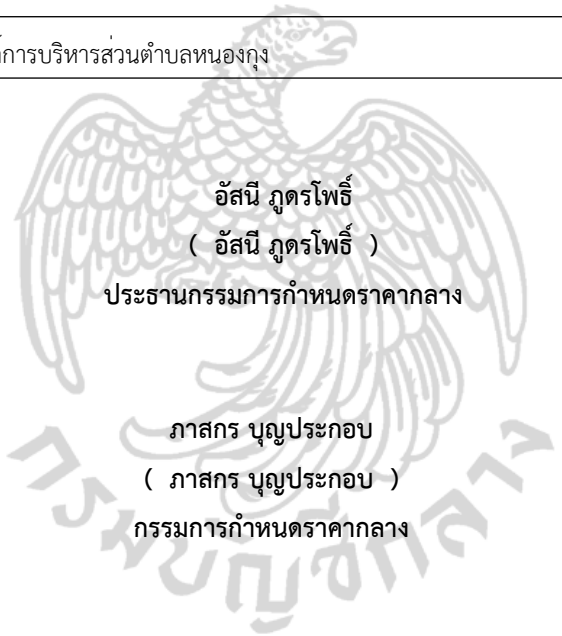 การบริหารส่วนตำบลหนองกุง
อัสนี ภูดรโพธิ์
( อัสนี ภูดรโพธิ์ )
ประธานกรรมการกำหนดราคากลาง
ภาสกร บุญประกอบ
( ภาสกร บุญประกอบ )
กรรมการกำหนดราคากลาง
กรมบัญชีกลาง